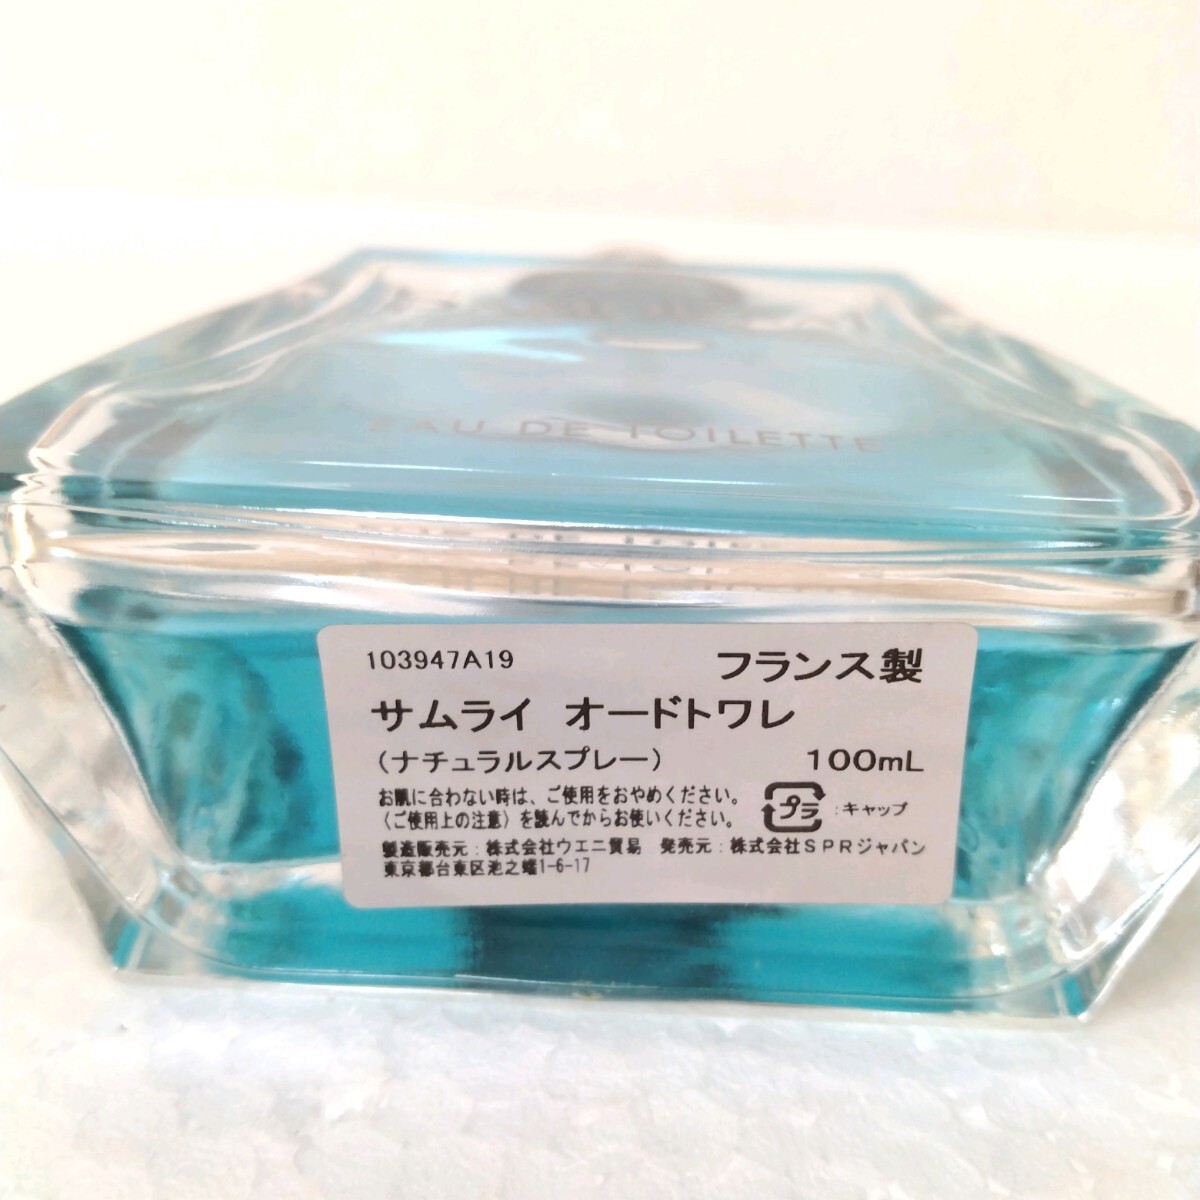 EAU DE TOILETTE
103947A19 フランス製
サムライ オードトワレ
(ナチュラルスプレー) 100mL
お肌に合わない時は、ご使用をおやめください。
〈ご使用上の注意〉を読んでからお使いください。
プラ :キャップ
製造販売元:株式会社ウエニ貿易 発売元:株式会社SPRジャパン
東京都台東区池之端1-6-17